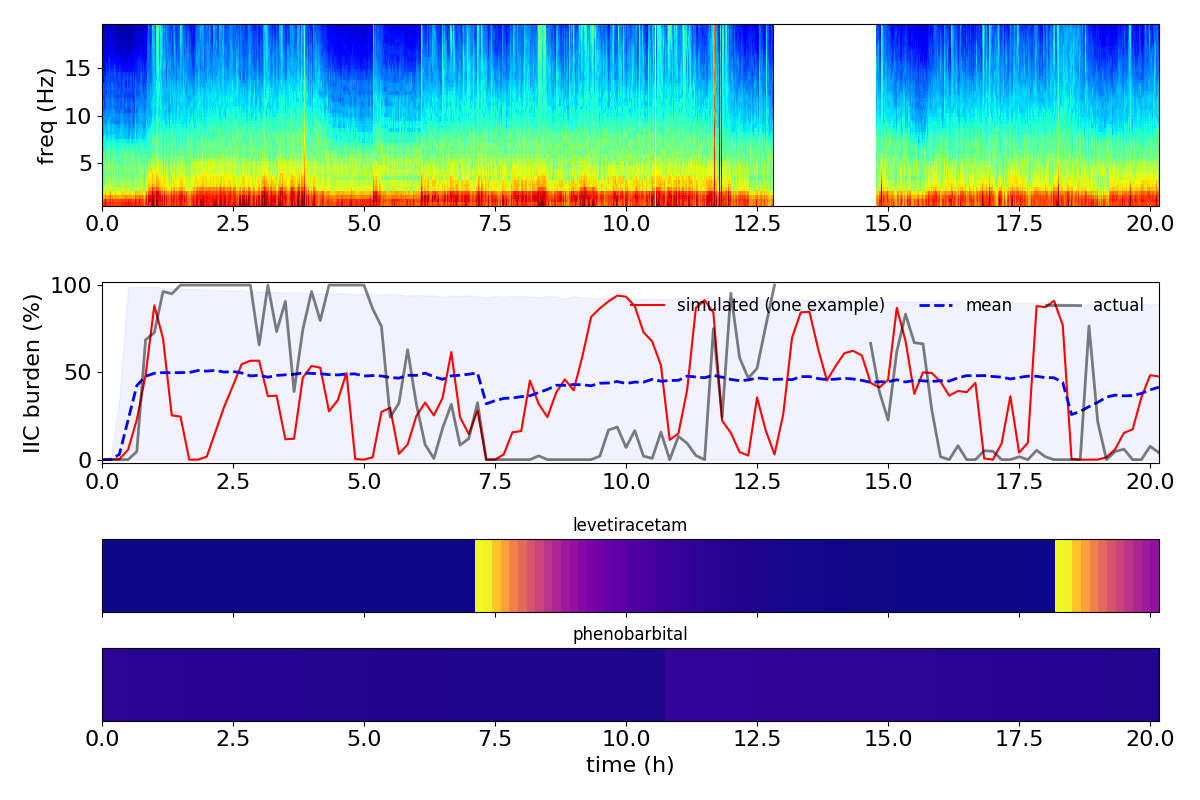 freq (Hz)
15
10
5
0.0 2.5 5.0 7.5 10.0 12.5 15.0 17.5 20.0
IIC burden (%)
100
50
0
simulated (one example) mean actual
0.0 2.5 5.0 7.5 10.0 12.5 15.0 17.5 20.0
levetiracetam
phenobarbital
0.0 2.5 5.0 7.5 10.0 12.5 15.0 17.5 20.0
time (h)